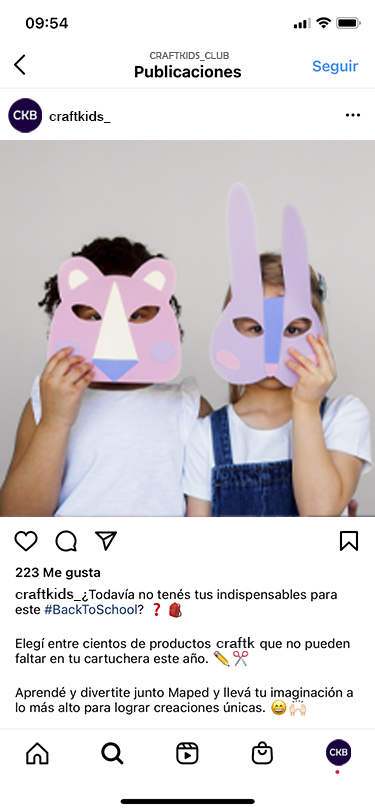 09:54
CRAFTKIDS_CLUB
Publicaciones
Seguir
CKB
craftkids_
223 Me gusta
craftkids_¿Todavía no tenés tus indispensables para
este #BackToSchool? ❓🎒
Elegí entre cientos de productos craftk que no pueden
faltar en tu cartuchera este año. ✏️✂️
Aprendé y divertite junto Maped y llevá tu imaginación a
lo más alto para lograr creaciones únicas. 😄🙌🏻
CKB